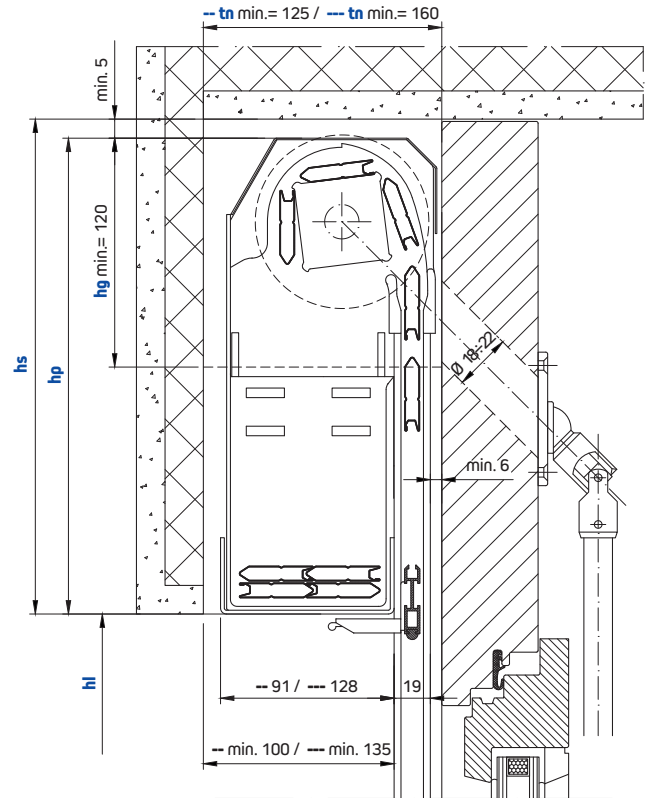 -- tn min.= 125 / --- tn min.= 160
min. 5
hg min.= 120
hs
hp
Ø 18÷22
min. 6
hl
-- 91 / --- 128
19
-- min. 100 / --- min. 135